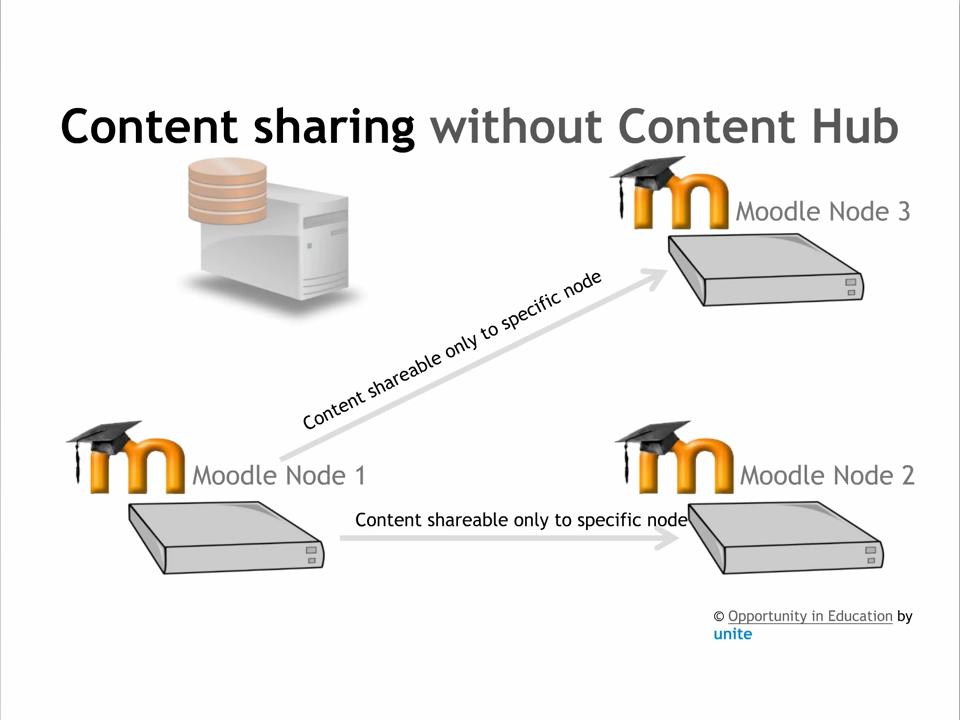 Content sharing without Content Hub
Moodle Node 3
Content shareable only to specific node
Moodle Node 1
Moodle Node 2
Content shareable only to specific node
© Opportunity in Education by
unite